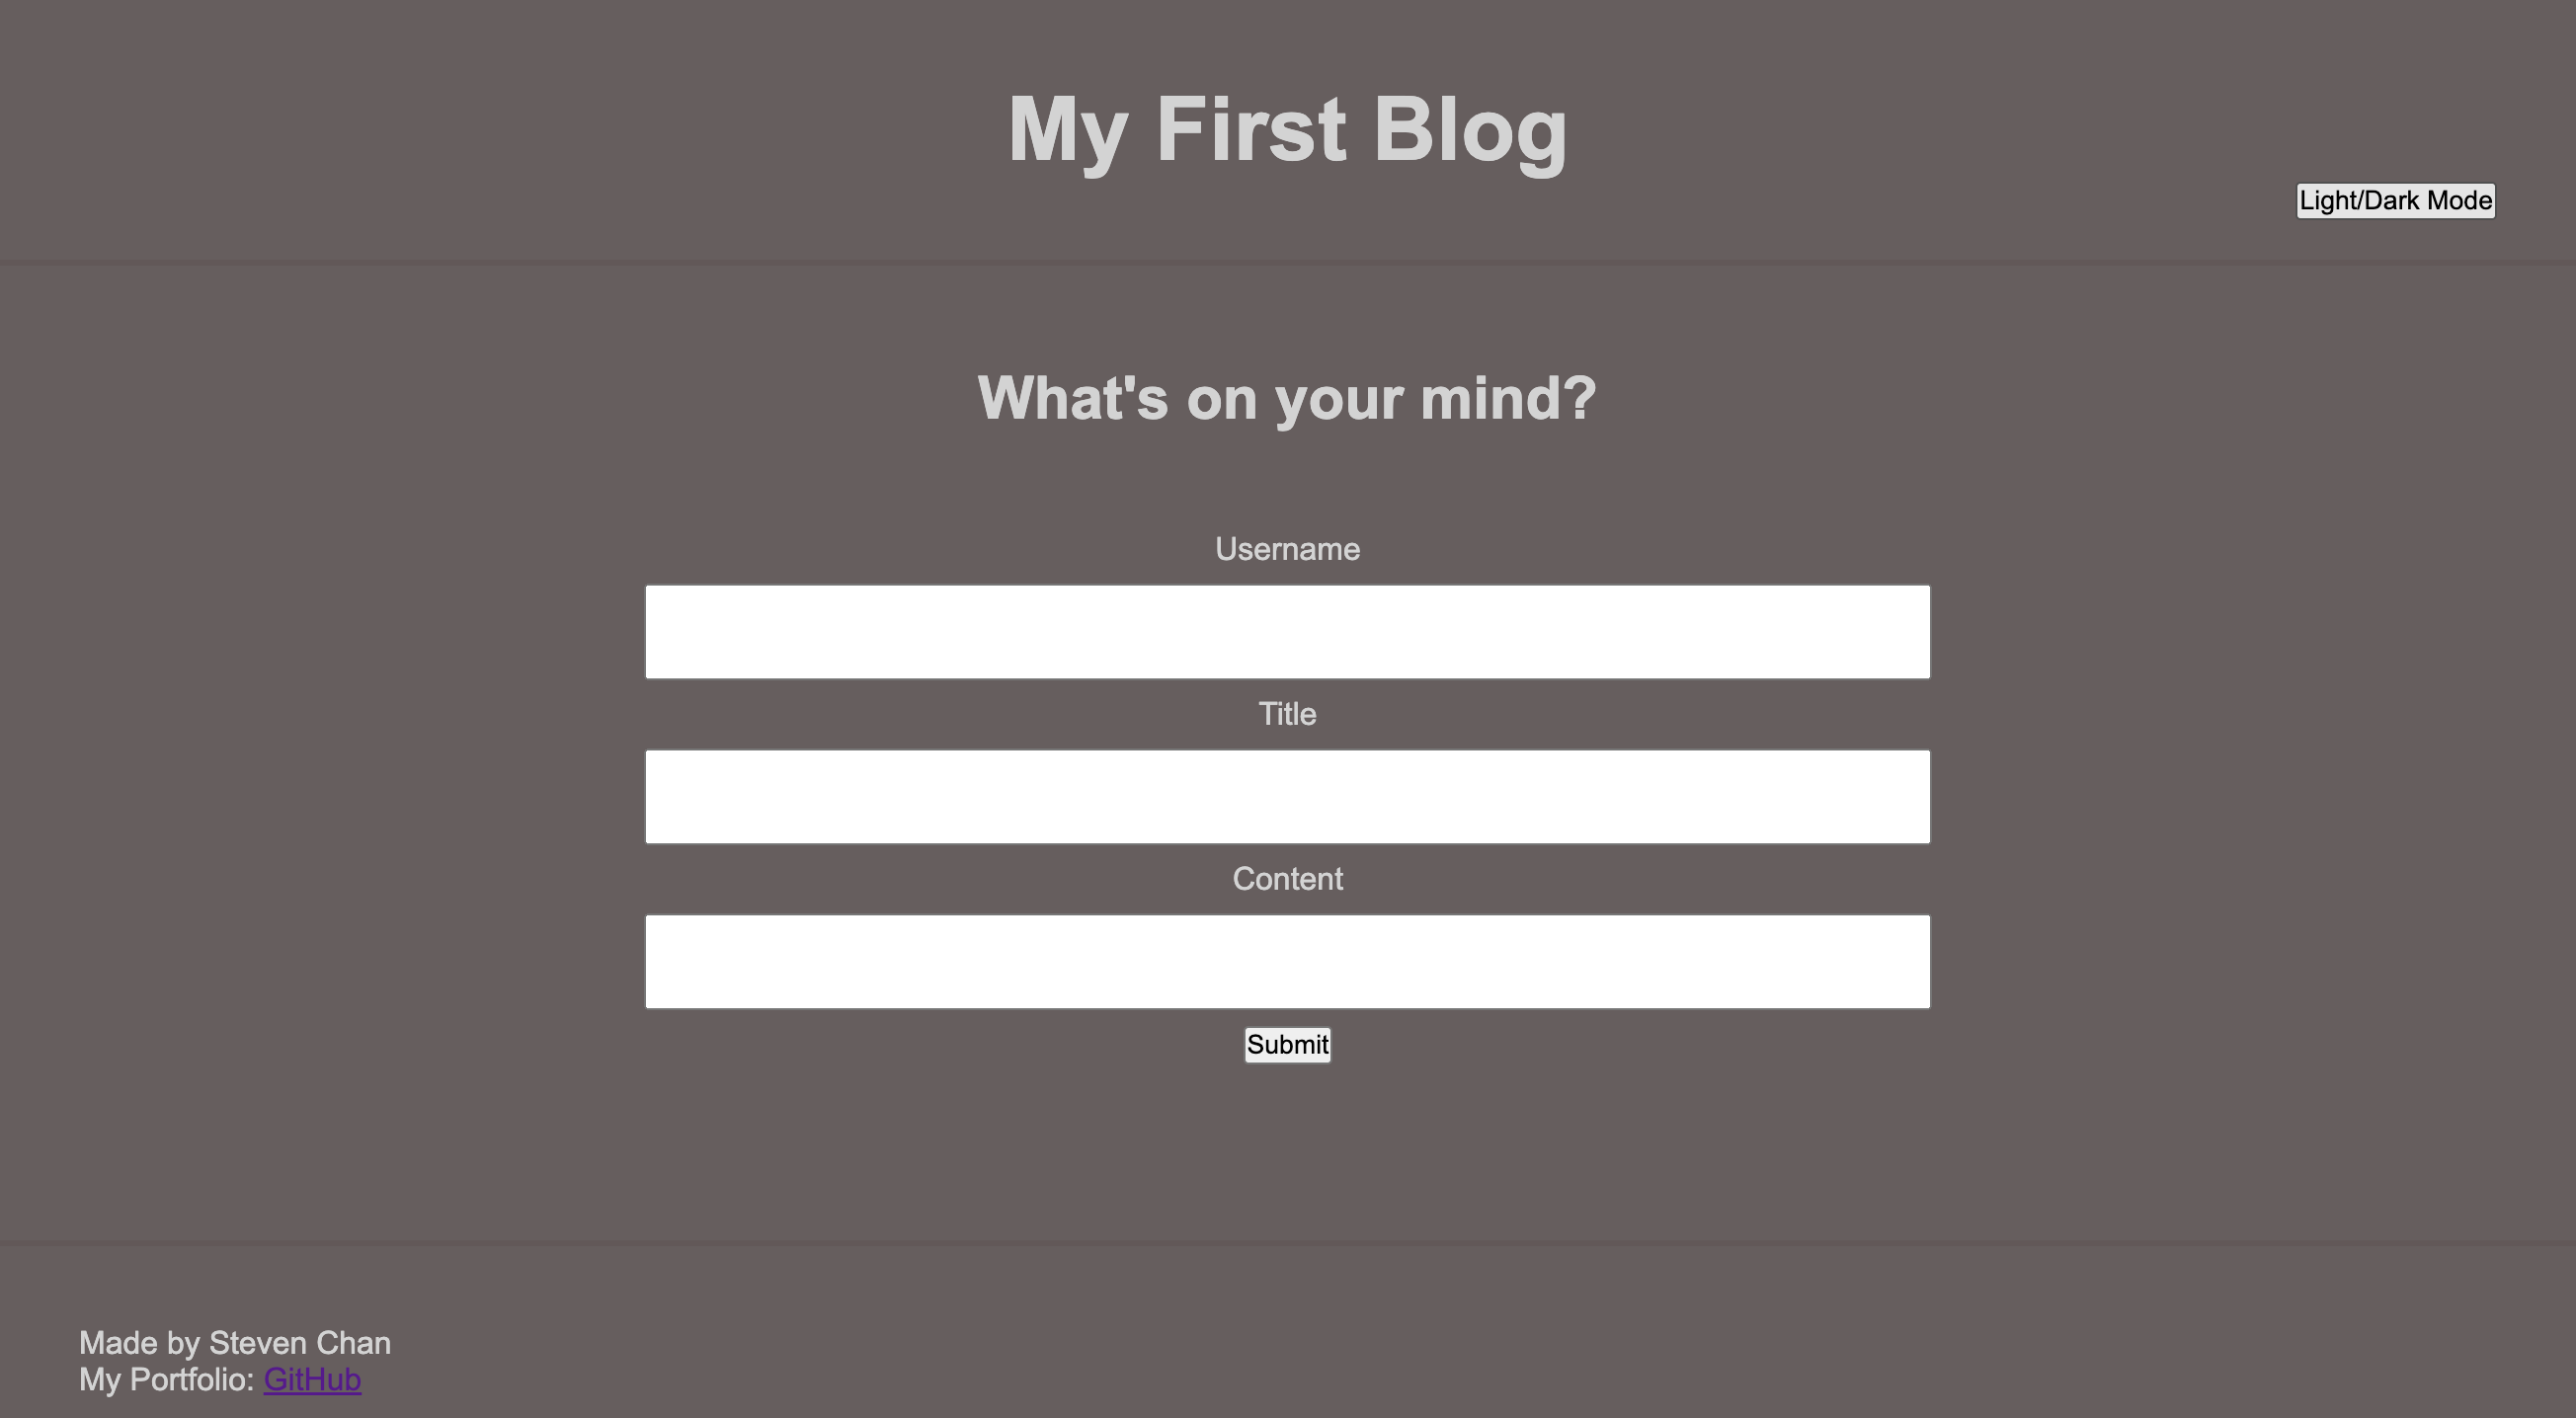 My First Blog
Light/Dark Mode
What's on your mind?
Username
Title
Content
Submit
Made by Steven Chan
My Portfolio: GitHub